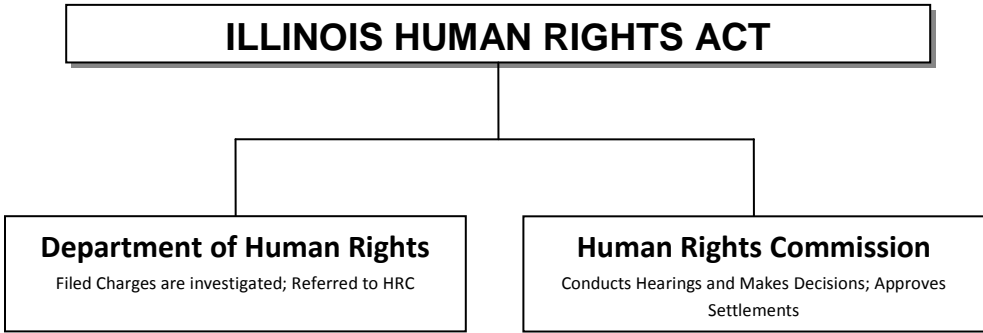 ILLINOIS HUMAN RIGHTS ACT
Department of Human Rights
Filed Charges are investigated; Referred to HRC
Human Rights Commission
Conducts Hearings and Makes Decisions; Approves
Settlements